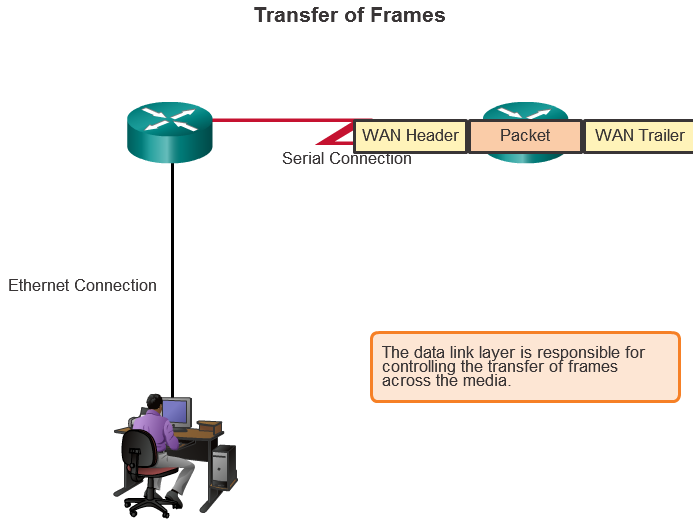 Transfer of Frames
WAN Header
Packet
WAN Trailer
Serial Connection
Ethernet Connection
The data link layer is responsible for
controlling the transfer of frames
across the media.